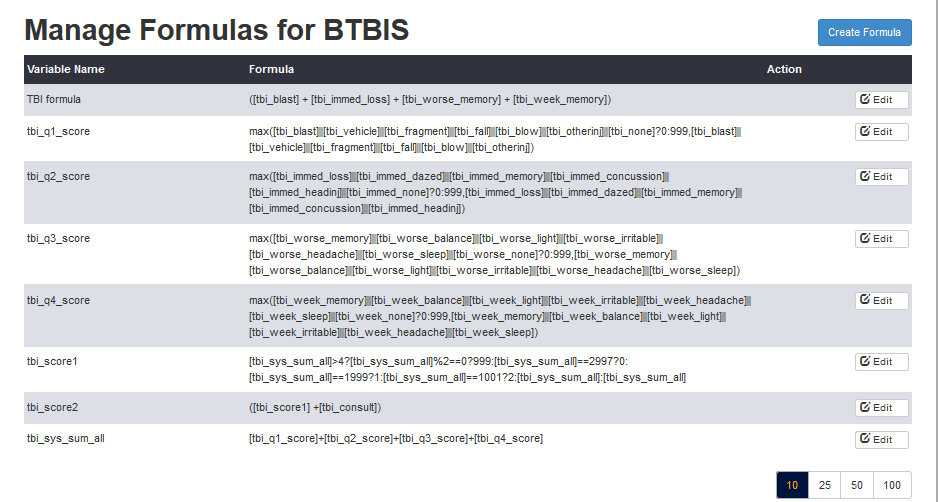 Manage Formulas for BTBIS
Create Formula
Variable Name Formula Action
TBI formula ([tbi_blast] + [tbi_immed_loss] + [tbi_worse_memory] + [tbi_week_memory]) Edit
tbi_q1_score max([tbi_blast]||[tbi_vehicle]||[tbi_fragment]||[tbi_fall]||[tbi_blow]||[tbi_otherinj]||[tbi_none]?0:999,[tbi_blast]|| Edit
[tbi_vehicle]||[tbi_fragment]||[tbi_fall]||[tbi_blow]||[tbi_otherinj])
tbi_q2_score max([tbi_immed_loss]||[tbi_immed_dazed]||[tbi_immed_memory]||[tbi_immed_concussion]|| Edit
[tbi_immed_headinj]||[tbi_immed_none]?0:999,[tbi_immed_loss]||[tbi_immed_dazed]||[tbi_immed_memory]||
[tbi_immed_concussion]||[tbi_immed_headinj])
tbi_q3_score max([tbi_worse_memory]||[tbi_worse_balance]||[tbi_worse_light]||[tbi_worse_irritable]|| Edit
[tbi_worse_headache]||[tbi_worse_sleep]||[tbi_worse_none]?0:999,[tbi_worse_memory]||
[tbi_worse_balance]||[tbi_worse_light]||[tbi_worse_irritable]||[tbi_worse_headache]||[tbi_worse_sleep])
tbi_q4_score max([tbi_week_memory]||[tbi_week_balance]||[tbi_week_light]||[tbi_week_irritable]||[tbi_week_headache]|| Edit
[tbi_week_sleep]||[tbi_week_none]?0:999,[tbi_week_memory]||[tbi_week_balance]||[tbi_week_light]||
[tbi_week_irritable]||[tbi_week_headache]||[tbi_week_sleep])
tbi_score1 [tbi_sys_sum_all]>4?[tbi_sys_sum_all]%2==0?999:[tbi_sys_sum_all]==2997?0: Edit
[tbi_sys_sum_all]==1999?1:[tbi_sys_sum_all]==1001?2:[tbi_sys_sum_all]:[tbi_sys_sum_all]
tbi_score2 ([tbi_score1] +[tbi_consult]) Edit
tbi_sys_sum_all [tbi_q1_score]+[tbi_q2_score]+[tbi_q3_score]+[tbi_q4_score] Edit
10 25 50 100